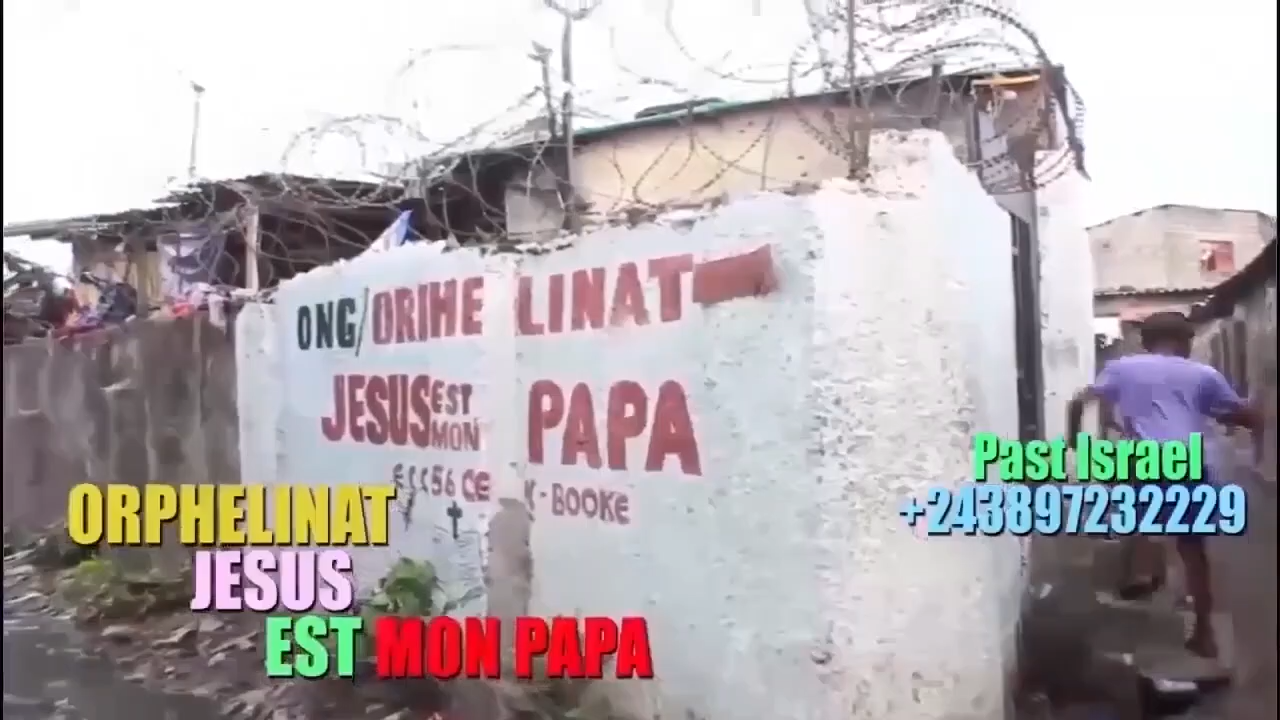 ONG/ORIHE LINAT
JESUS EST MON PAPA
K-BOOKE
ORPHELINAT
JESUS
EST MON PAPA
Past Israel
+243897232229